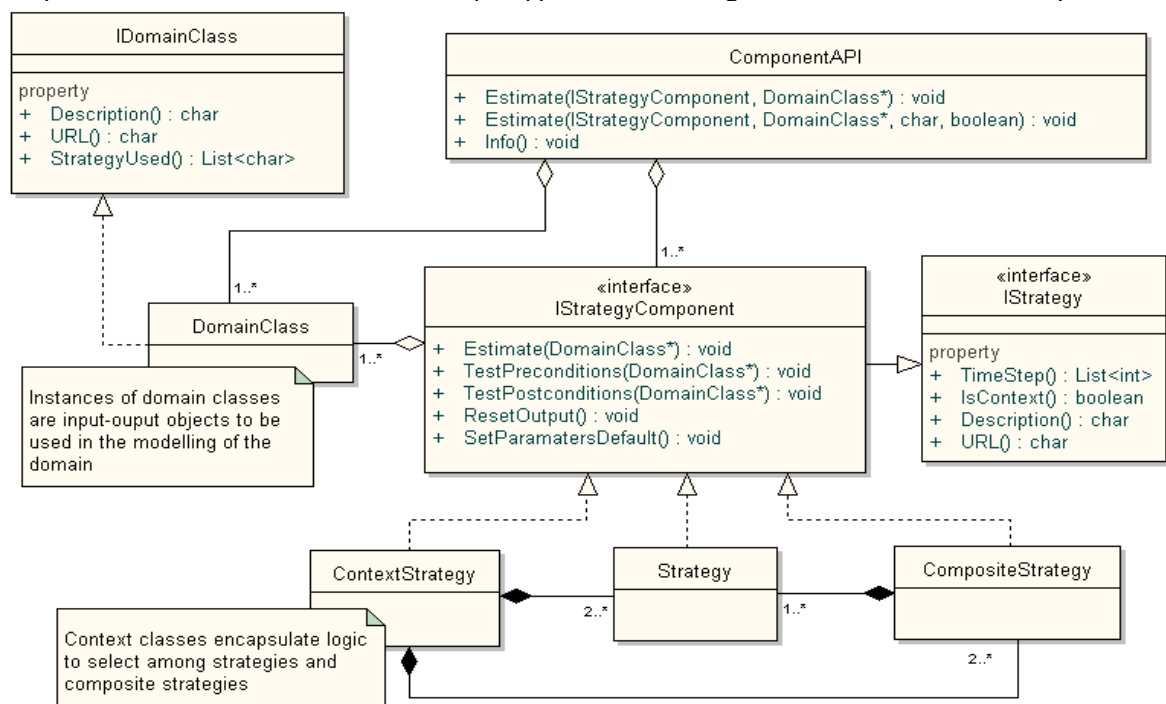 IDomainClass
property
+ Description() : char
+ URL() : char
+ StrategyUsed() : List<char>
ComponentAPI
+ Estimate(IStrategyComponent, DomainClass*) : void
+ Estimate(IStrategyComponent, DomainClass*, char, boolean) : void
+ Info() : void
1..*
1..*
DomainClass
1..*
Instances of domain classes
are input-ouput objects to be
used in the modelling of the
domain
«interface»
IStrategyComponent
+ Estimate(DomainClass*) : void
+ TestPreconditions(DomainClass*) : void
+ TestPostconditions(DomainClass*) : void
+ ResetOutput() : void
+ SetParamatersDefault() : void
«interface»
IStrategy
property
+ TimeStep() : List<int>
+ IsContext() : boolean
+ Description() : char
+ URL() : char
ContextStrategy
2..*
Strategy
1..*
CompositeStrategy
2..*
Context classes encapsulate logic
to select among strategies and
composite strategies